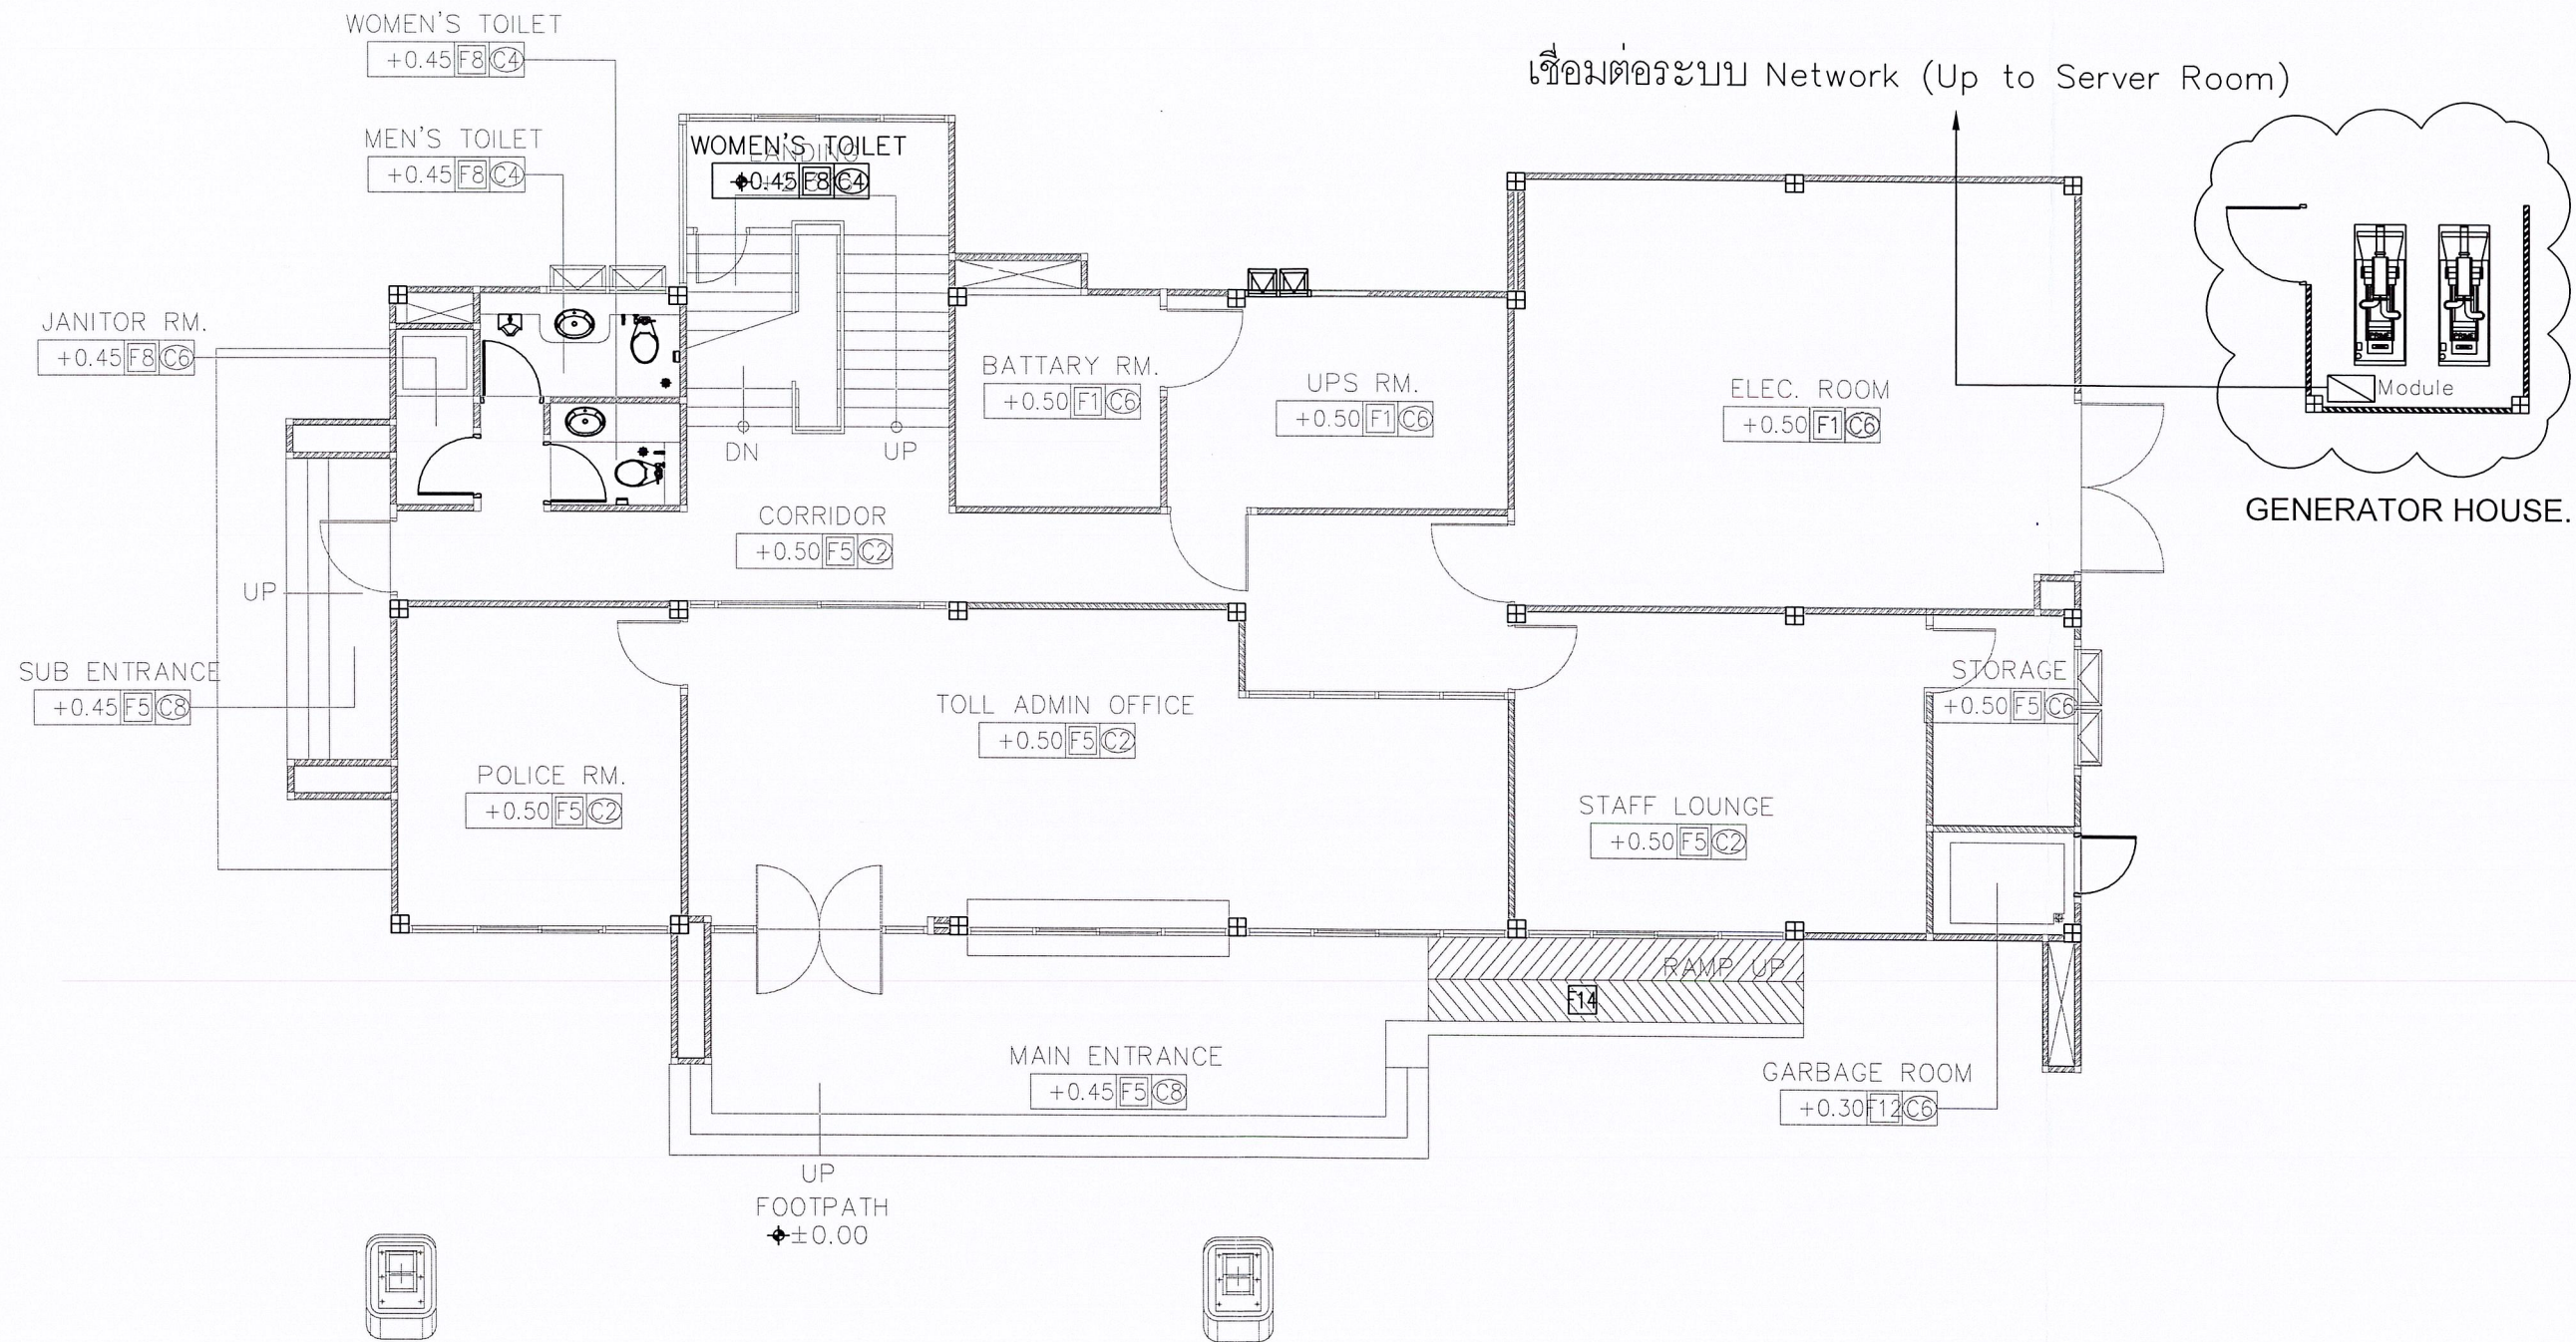 WOMEN'S TOILET
+0.45 F8 C4
เชื่อมต่อระบบ Network (Up to Server Room)
MEN'S TOILET
+0.45 F8 C4
WOMEN'S TOILET
LANDING
+0.45 F8 C4
JANITOR RM.
+0.45 F8 C6
BATTARY RM.
+0.50 F1 C6
UPS RM.
+0.50 F1 C6
ELEC. ROOM
+0.50 F1 C6
Module
GENERATOR HOUSE.
DN
UP
CORRIDOR
+0.50 F5 C2
UP
SUB ENTRANCE
+0.45 F5 C8
STORAGE
+0.50 F5 C6
TOLL ADMIN OFFICE
+0.50 F5 C2
POLICE RM.
+0.50 F5 C2
STAFF LOUNGE
+0.50 F5 C2
RAMP UP
F14
MAIN ENTRANCE
+0.45 F5 C8
GARBAGE ROOM
+0.30 F12 C6
UP
FOOTPATH
±0.00